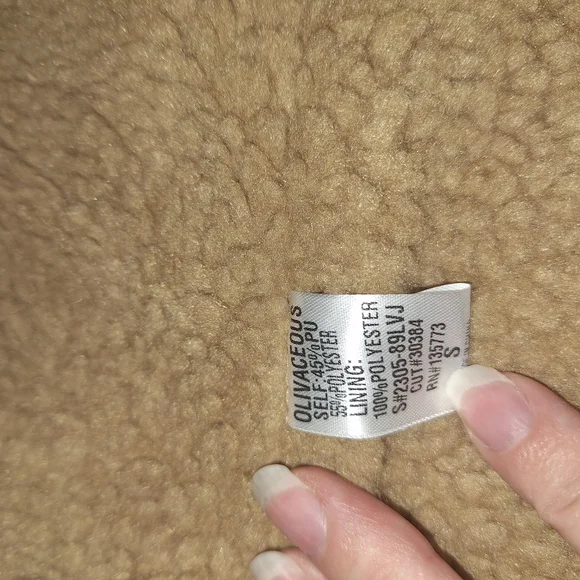 OLIVACEOUS
SELF: 45% PU
55%POLYESTER
LINING:
100%POLYESTER
S#2305-89LVJ
CUT#30384
RN#135773
S